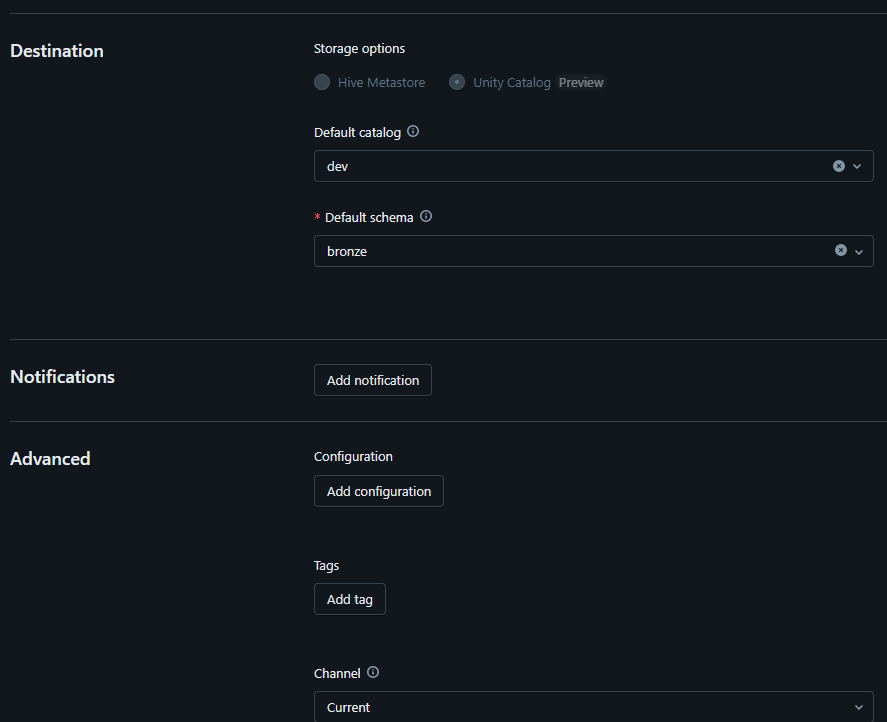 Destination
Storage options
Hive Metastore Unity Catalog Preview
Default catalog
dev
* Default schema
bronze
Notifications
Add notification
Advanced
Configuration
Add configuration
Tags
Add tag
Channel
Current